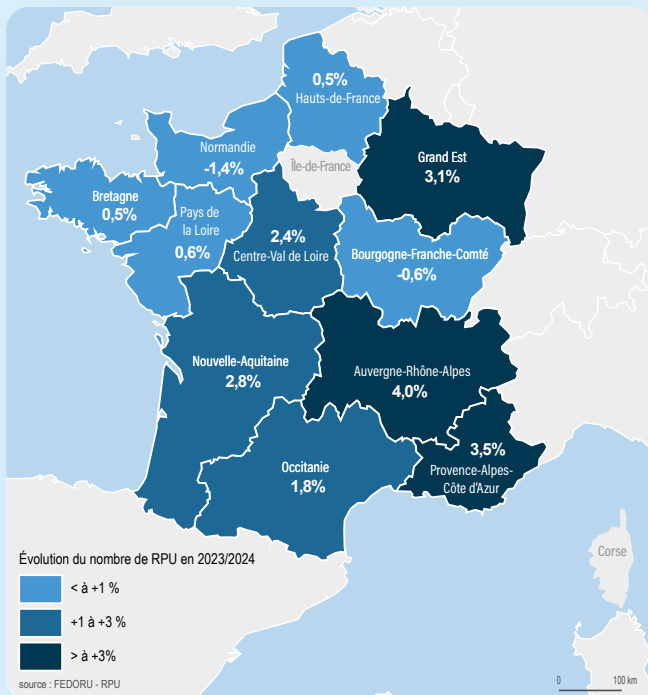 0,5%
Hauts-de-France
Normandie
-1,4%
Île-de-France
Grand Est
3,1%
Bretagne
0,5%
Pays de
la Loire
0,6%
2,4%
Centre-Val de Loire
Bourgogne-Franche-Comté
-0,6%
Nouvelle-Aquitaine
2,8%
Auvergne-Rhône-Alpes
4,0%
3,5%
Provence-Alpes-
Côte d'Azur
Occitanie
1,8%
Corse
Évolution du nombre de RPU en 2023/2024
< à +1 %
+1 à +3 %
> à +3%
source : FEDORU - RPU
0 100 km